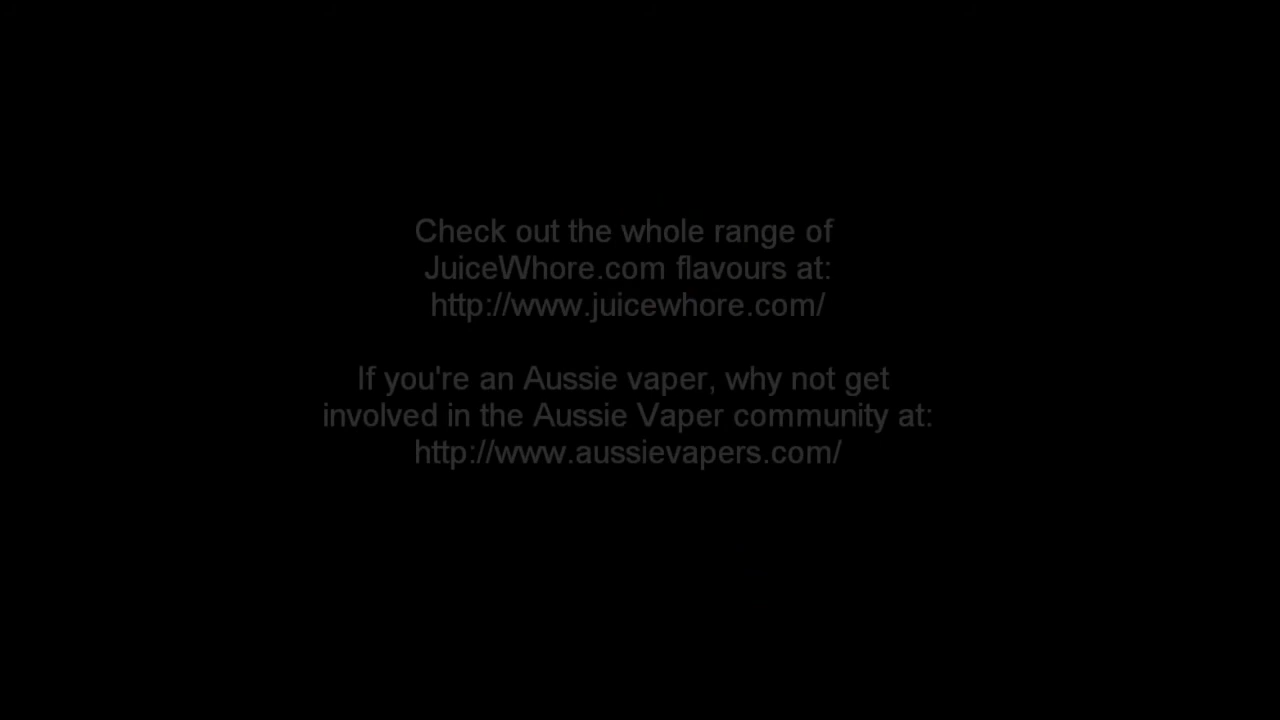 Check out the whole range of
JuiceWhore.com flavours at:
http://www.juicewhore.com/
If you're an Aussie vaper, why not get
involved in the Aussie Vaper community at:
http://www.aussievapers.com/